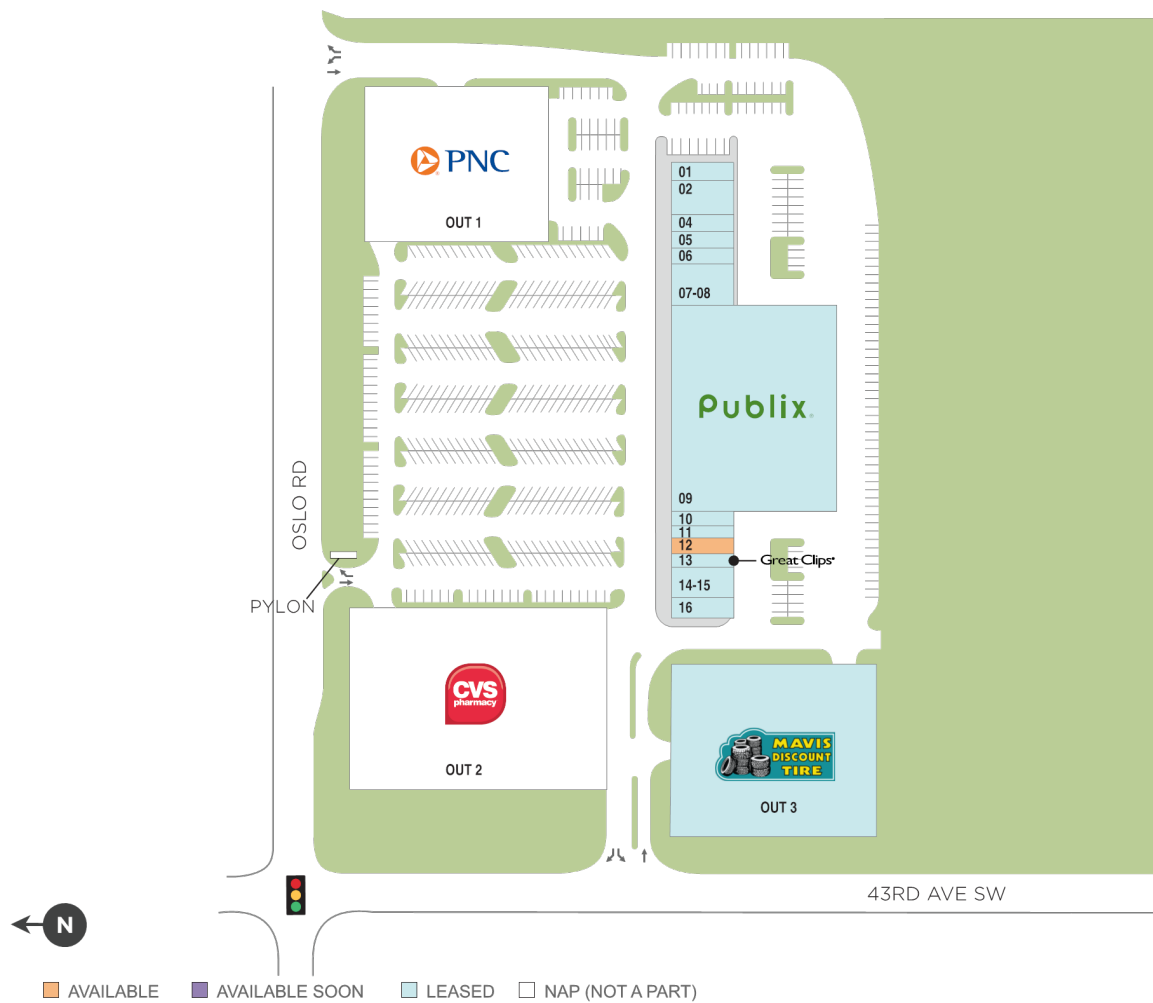 PNC
OUT 1
01
02
04
05
06
07-08
Publix
09
10
11
12
13
Great Clips
14-15
16
OSLO RD
PYLON
CVS
pharmacy
OUT 2
MAVIS
DISCOUNT
TIRE
OUT 3
43RD AVE SW
N
AVAILABLE
AVAILABLE SOON
LEASED
NAP (NOT A PART)